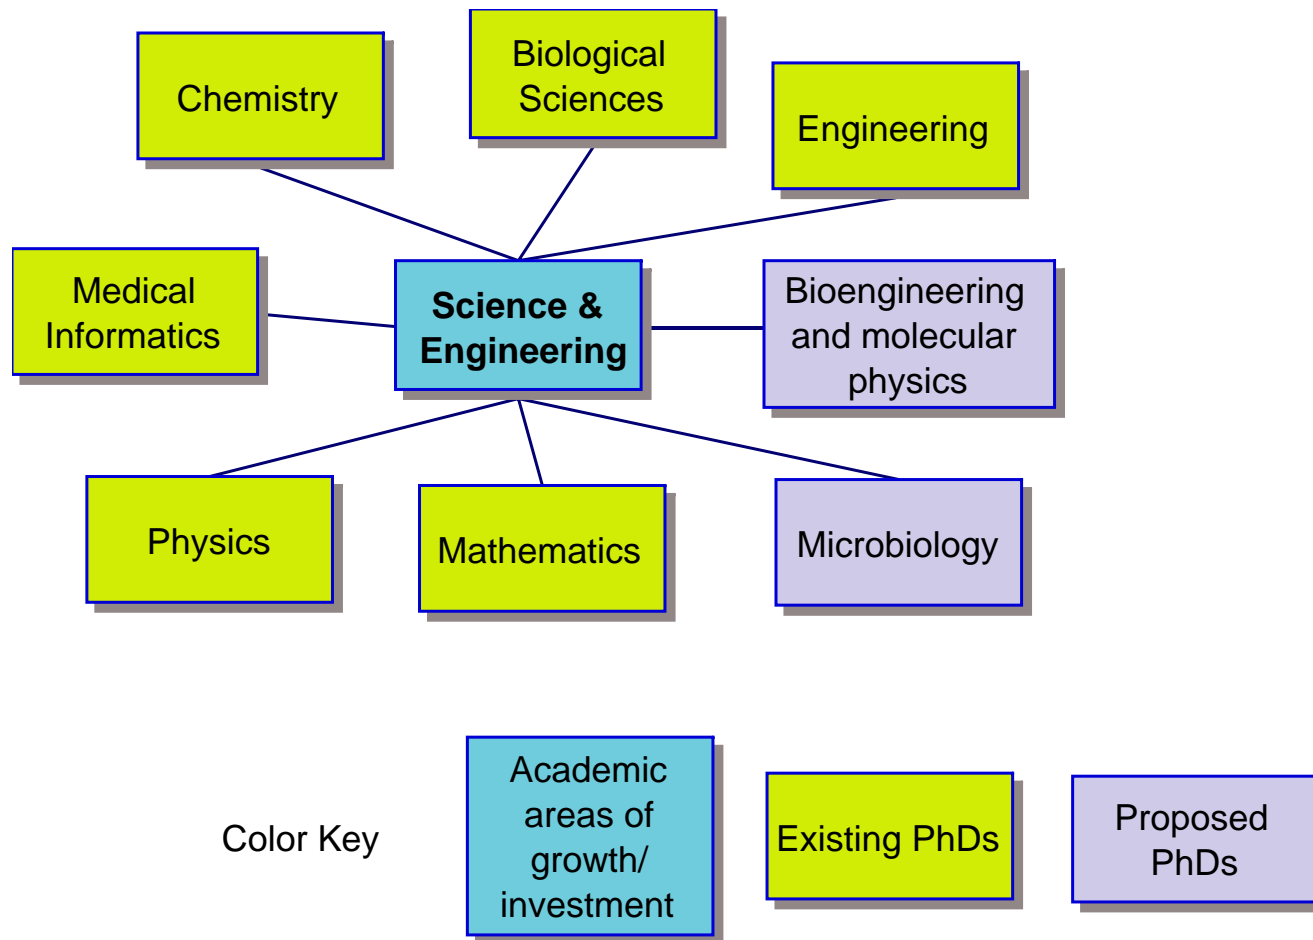 Chemistry
Biological
Sciences
Engineering
Medical
Informatics
Science &
Engineering
Bioengineering
and molecular
physics
Physics
Mathematics
Microbiology
Color Key
Academic
areas of
growth/
investment
Existing PhDs
Proposed
PhDs